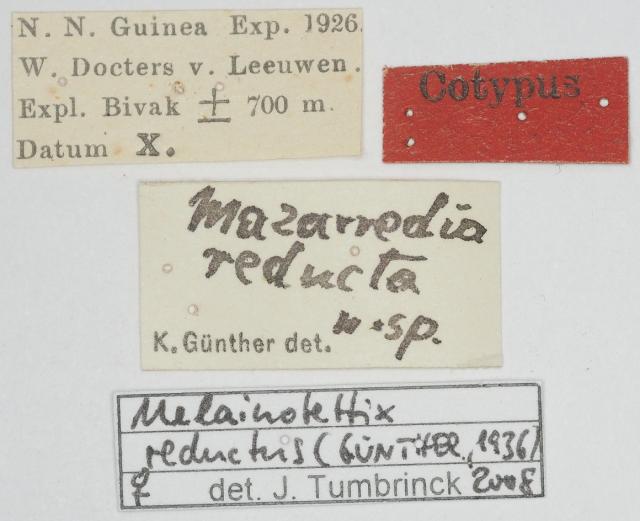 N. N. Guinea Exp. 1926.
W. Docters v. Leeuwen.
Expl. Bivak ± 700 m.
Datum X.
Cotypus
Mazarredia
reducta
n. sp.
K. Günther det.
Melainotettix
reductus (GÜNTHER, 1936)
♀ det. J. Tumbrinck 2008